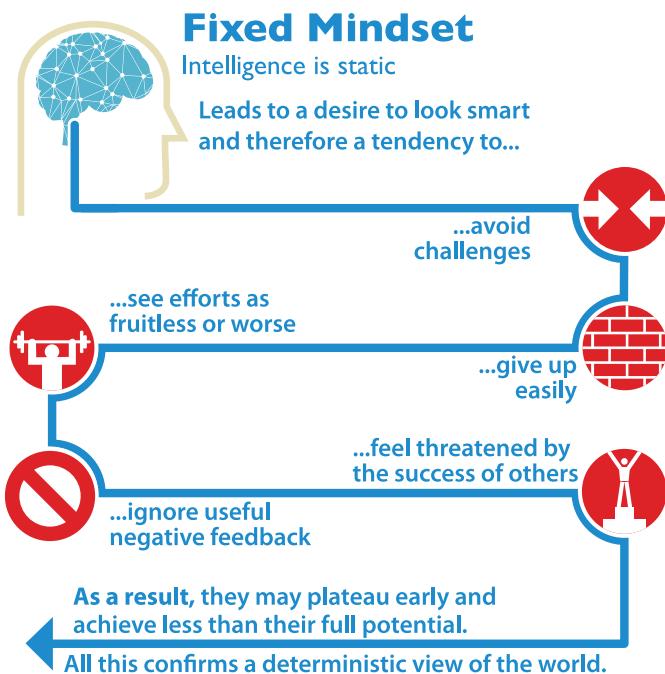 Fixed Mindset
Intelligence is static
Leads to a desire to look smart
and therefore a tendency to...
...avoid
challenges
...give up
easily
...see efforts as
fruitless or worse
...ignore useful
negative feedback
...feel threatened by
the success of others
As a result, they may plateau early and
achieve less than their full potential.
All this confirms a deterministic view of the world.